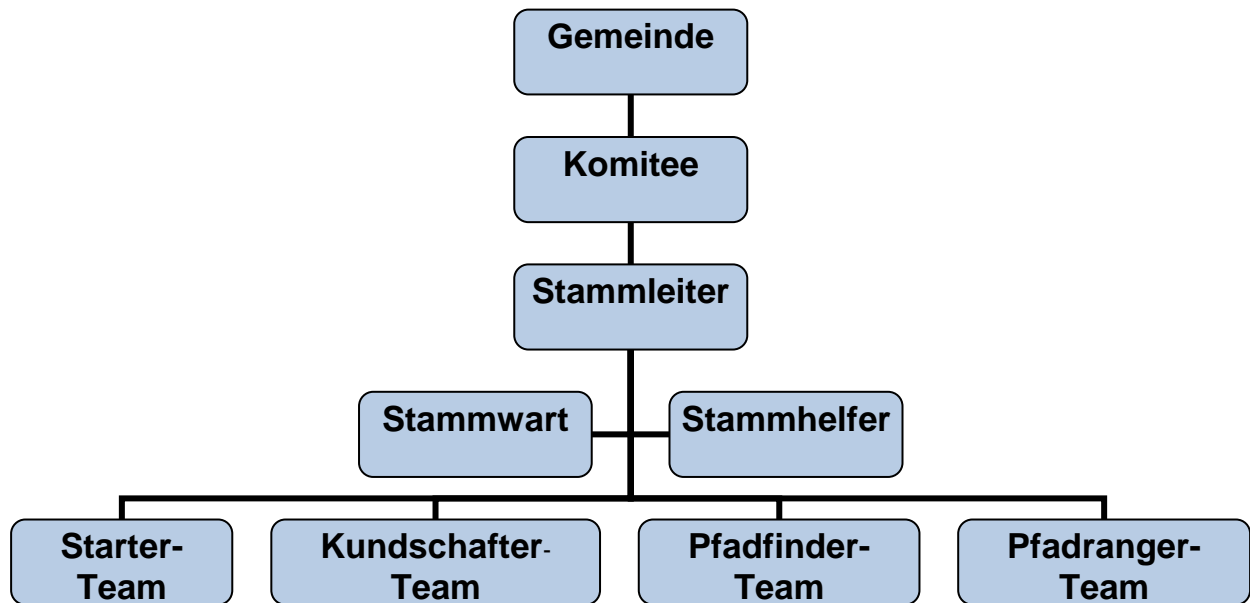 Gemeinde
Komitee
Stammleiter
Stammwart
Stammhelfer
Starter-
Team
Kundschafter-
Team
Pfadfinder-
Team
Pfadranger-
Team